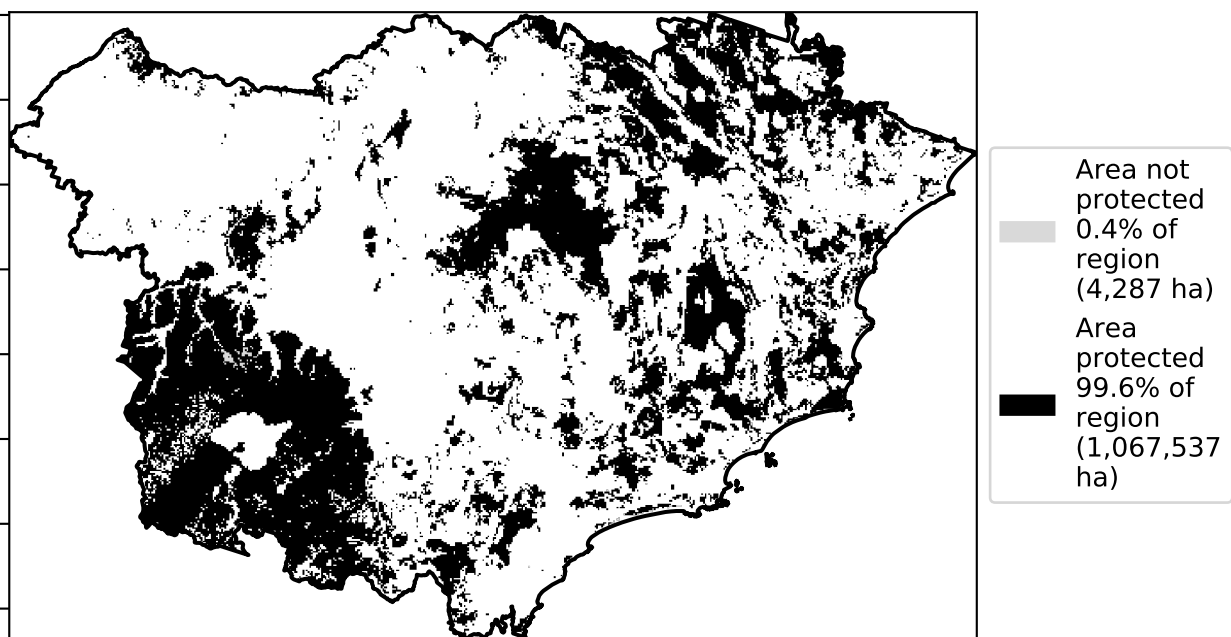 Area not
protected
0.4% of
region
(4,287 ha)
Area
protected
99.6% of
region
(1,067,537
ha)